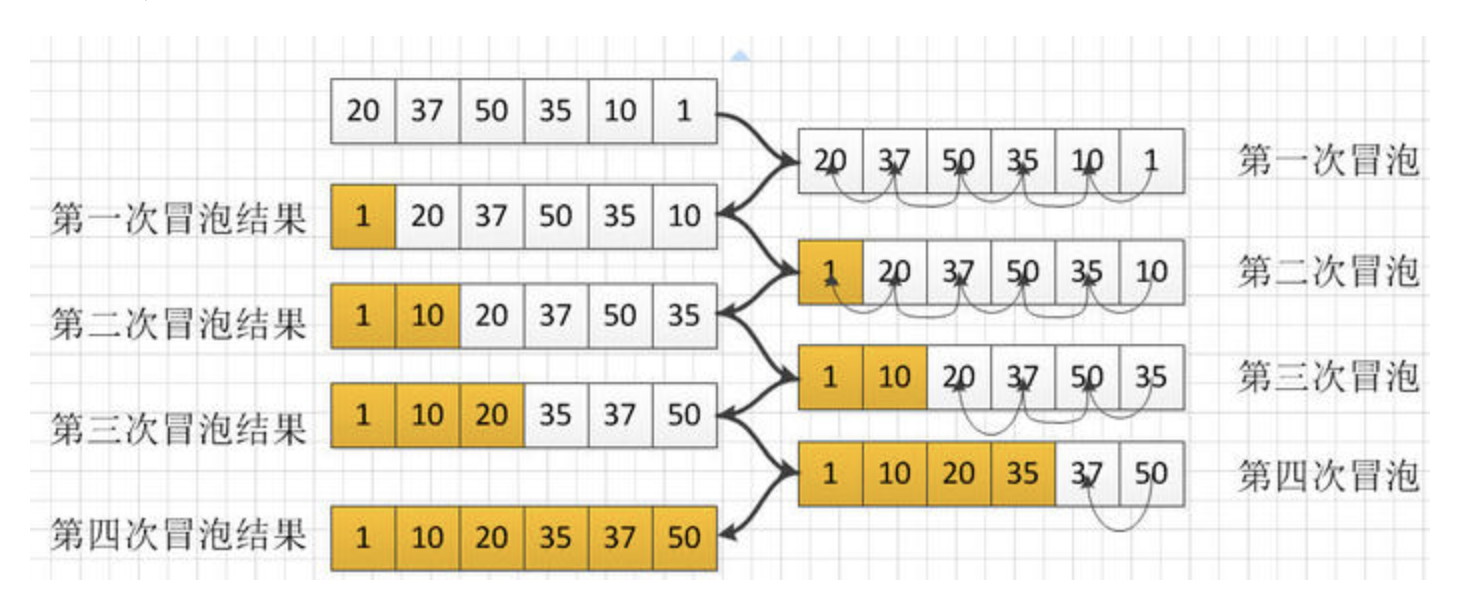 20 37 50 35 10 1
20 37 50 35 10 1 第一次冒泡
第一次冒泡结果 1 20 37 50 35 10
1 20 37 50 35 10 第二次冒泡
第二次冒泡结果 1 10 20 37 50 35
1 10 20 37 50 35 第三次冒泡
第三次冒泡结果 1 10 20 35 37 50
1 10 20 35 37 50 第四次冒泡
第四次冒泡结果 1 10 20 35 37 50